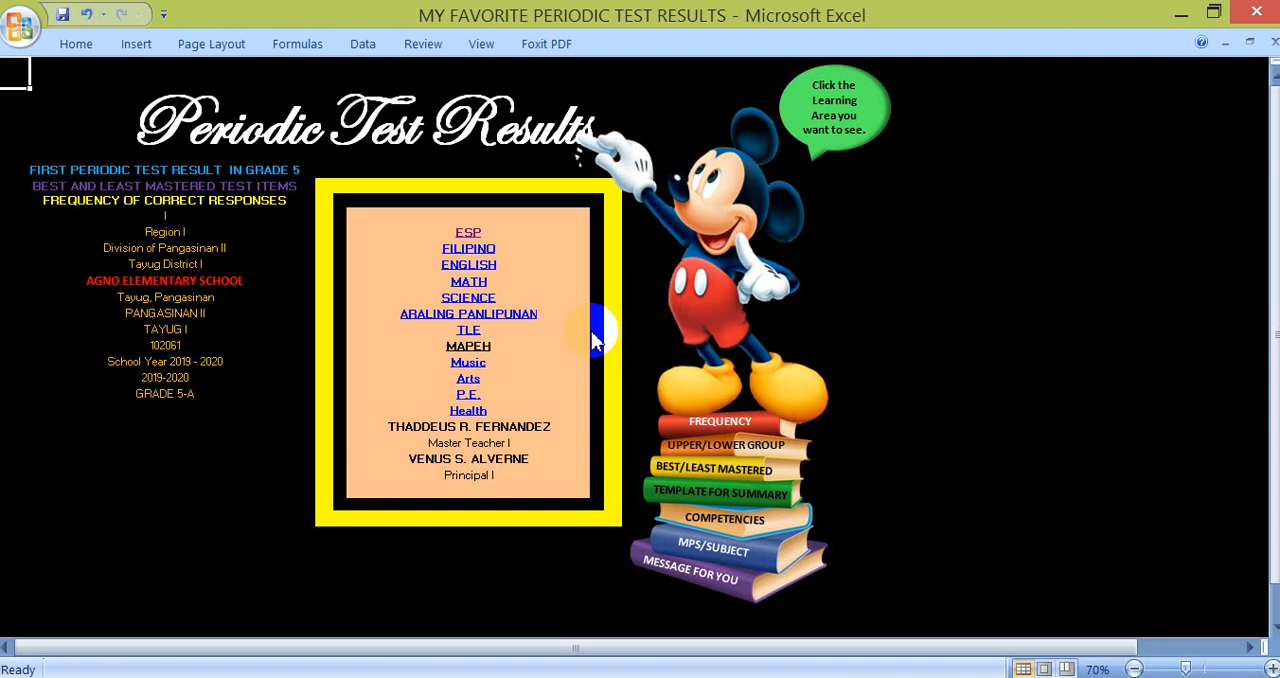 MY FAVORITE PERIODIC TEST RESULTS - Microsoft Excel
Home Insert Page Layout Formulas Data Review View Foxit PDF
Click the
Learning
Area you
want to see.
Periodic Test Results
FIRST PERIODIC TEST RESULT IN GRADE 5
BEST AND LEAST MASTERED TEST ITEMS
FREQUENCY OF CORRECT RESPONSES
I
Region I
Division of Pangasinan II
Tayug District I
AGNO ELEMENTARY SCHOOL
Tayug, Pangasinan
PANGASINAN II
TAYUG I
102061
School Year 2019 - 2020
2019-2020
GRADE 5-A
ESP
FILIPINO
ENGLISH
MATH
SCIENCE
ARALING PANLIPUNAN
TLE
MAPEH
Music
Arts
P.E.
Health
THADDEUS R. FERNANDEZ
Master Teacher I
VENUS S. ALVERNE
Principal I
FREQUENCY
UPPER/LOWER GROUP
BEST/LEAST MASTERED
TEMPLATE FOR SUMMARY
COMPETENCIES
MPS/SUBJECT
MESSAGE FOR YOU
Ready
70%